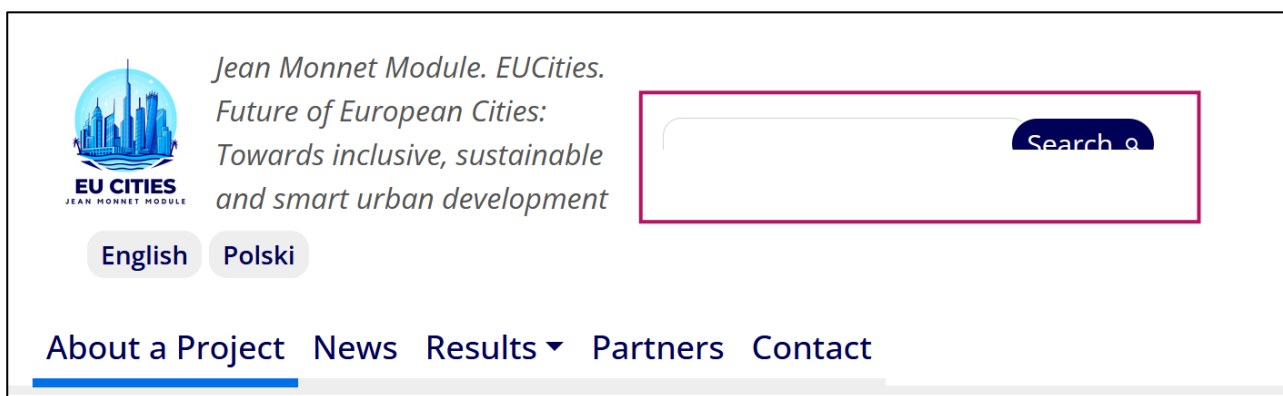 Jean Monnet Module. EUCities.
Future of European Cities:
Towards inclusive, sustainable
and smart urban development
EU CITIES
JEAN MONNET MODULE
Search
English Polski
About a Project News Results Partners Contact